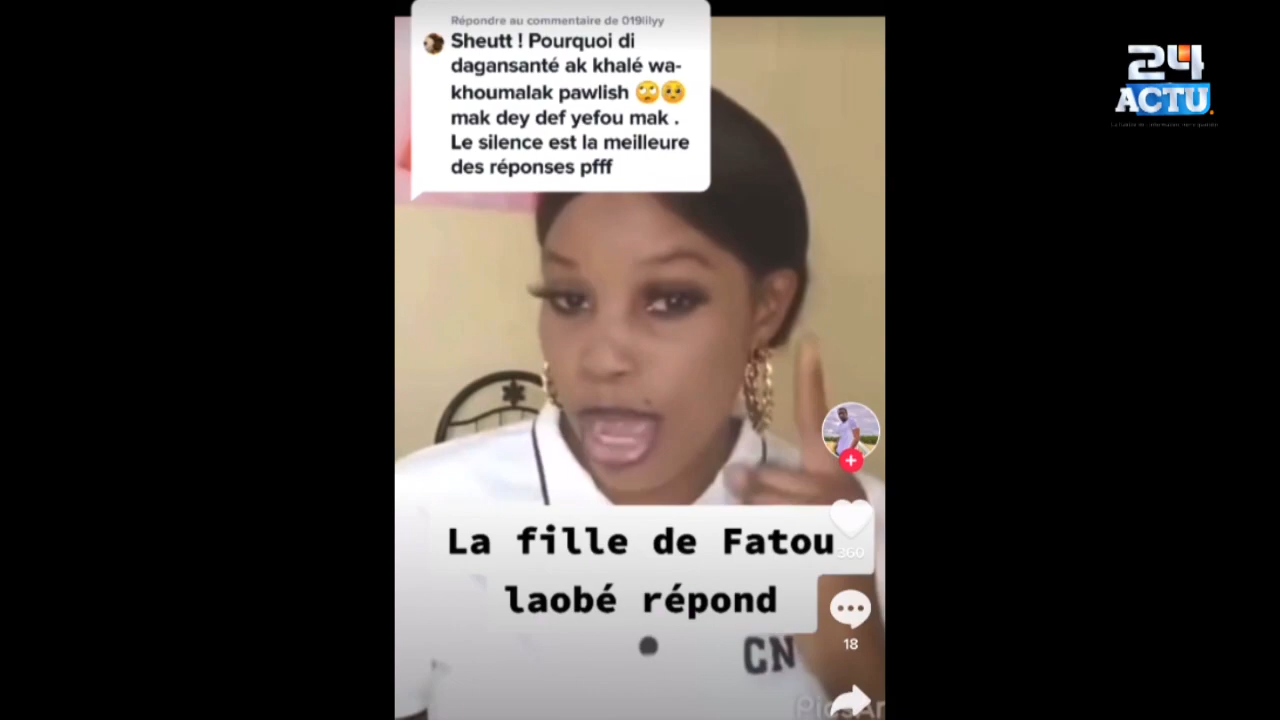 Répondre au commentaire de 019lilyy
Sheutt ! Pourquoi di
dagansanté ak khalé wa-
khoumalak pawlish 🙄🥺
mak dey def yefou mak .
Le silence est la meilleure
des réponses pfff
24
ACTU
La fille de Fatou
laobé répond
360
18
CN
PicsAr